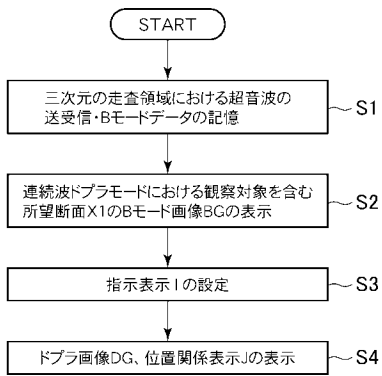 START
三次元の走査領域における超音波の
送受信・Bモードデータの記憶
S1
連続波ドプラモードにおける観察対象を含む
所望断面X1のBモード画像BGの表示
S2
指示表示Iの設定
S3
ドプラ画像DG、位置関係表示Jの表示
S4